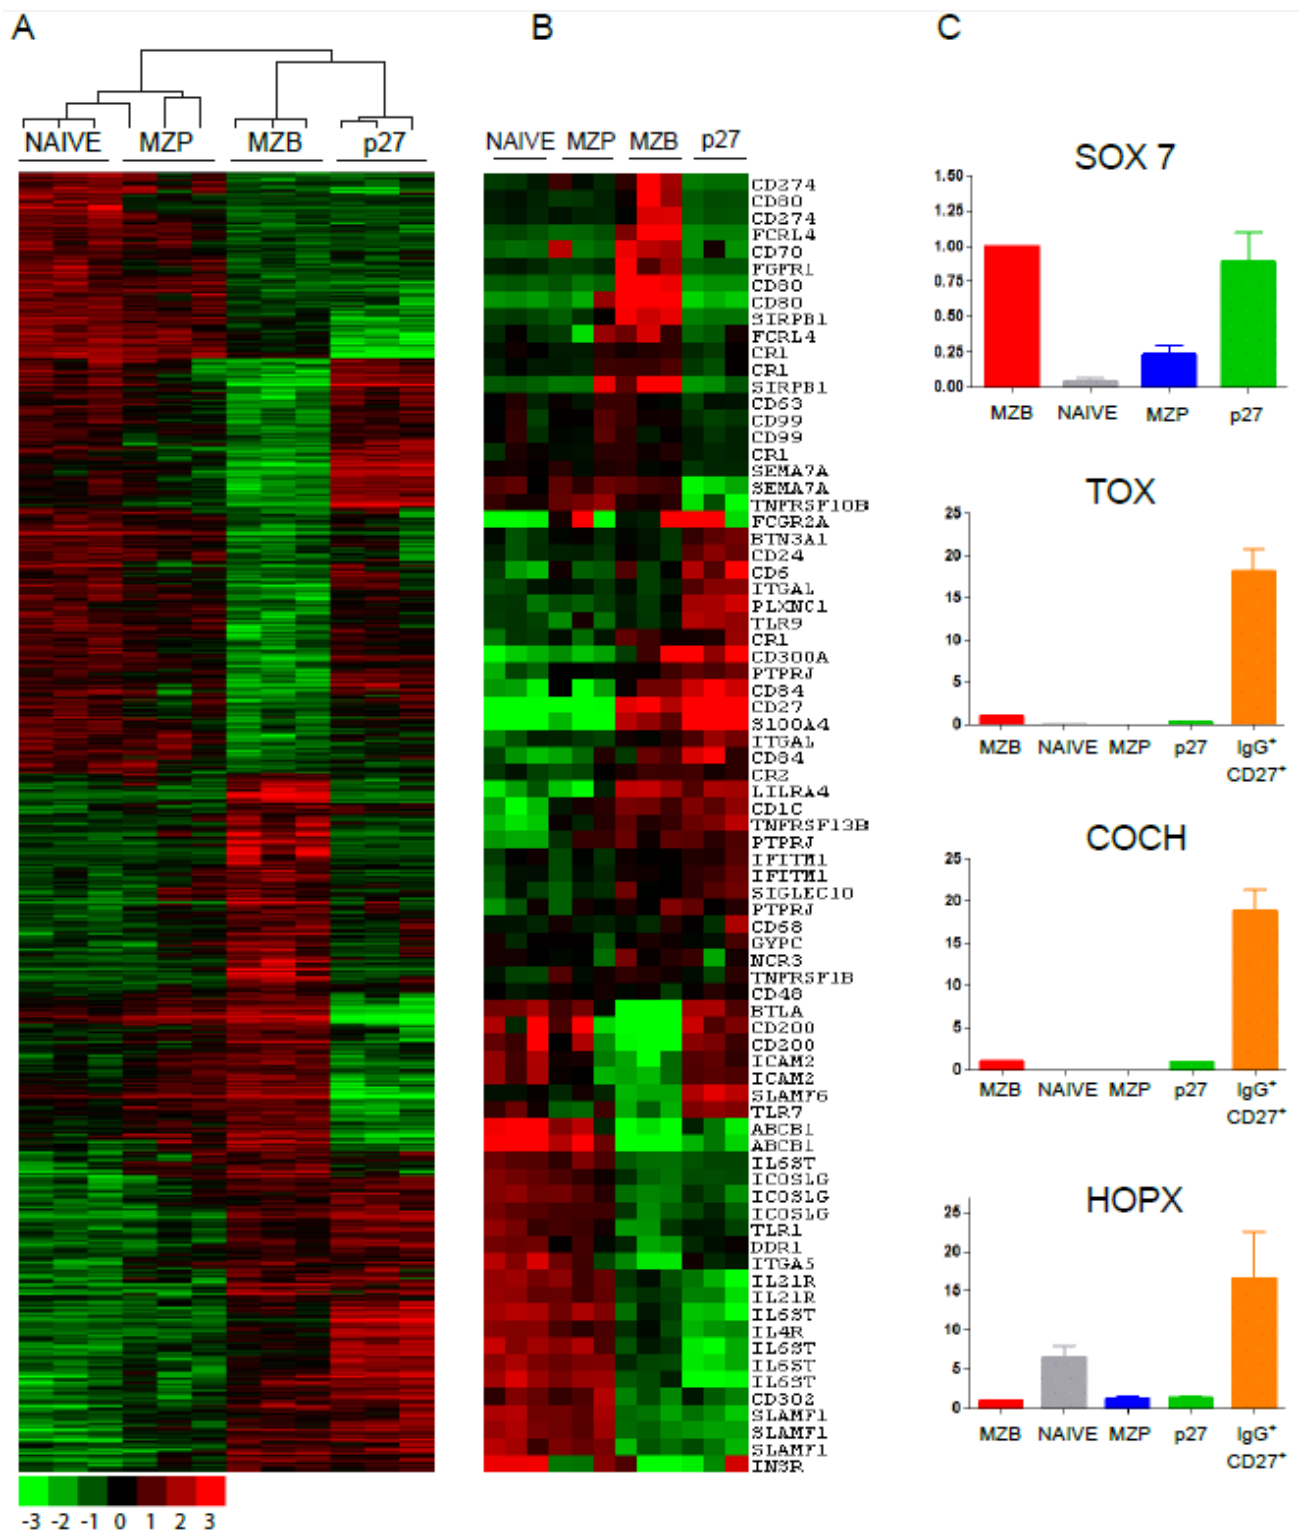 A
B
C
NAIVE MZP MZB p27
NAIVE MZP MZB p27
CD274
CD80
CD274
FCRL4
CD70
FGFR1
CD80
CD80
SIRPB1
FCRL4
CR1
CR1
SIRPB1
CD63
CD99
CD99
CR1
SEMA7A
SEMA7A
TNFRSF10B
FCGR2A
BTN3A1
CD24
CD6
ITGAL
PLXNC1
TLR9
CR1
CD300A
PTPRJ
CD84
CD27
S100A4
ITGAL
CD84
CR2
LILRA4
CD1C
TNFRSF13B
PTPRJ
IFITM1
IFITM1
SIGLEC10
PTPRJ
CD68
GYPC
NCR3
TNFRSF1B
CD48
BTLA
CD200
CD200
ICAM2
ICAM2
SLAMF6
TLR7
ABCB1
ABCB1
IL6ST
ICOSLG
ICOSLG
ICOSLG
TLR1
DDR1
ITGA5
IL21R
IL21R
IL6ST
IL4R
IL6ST
IL6ST
IL6ST
CD302
SLAMF1
SLAMF1
SLAMF1
INSR
-3 -2 -1 0 1 2 3
SOX 7
1.50
1.25
1.00
0.75
0.50
0.25
0.00
MZB NAIVE MZP p27
TOX
25
20
15
10
5
0
MZB NAIVE MZP p27 IgG+
CD27+
COCH
25
20
15
10
5
0
MZB NAIVE MZP p27 IgG+
CD27+
HOPX
25
20
15
10
5
0
MZB NAIVE MZP p27 IgG+
CD27+